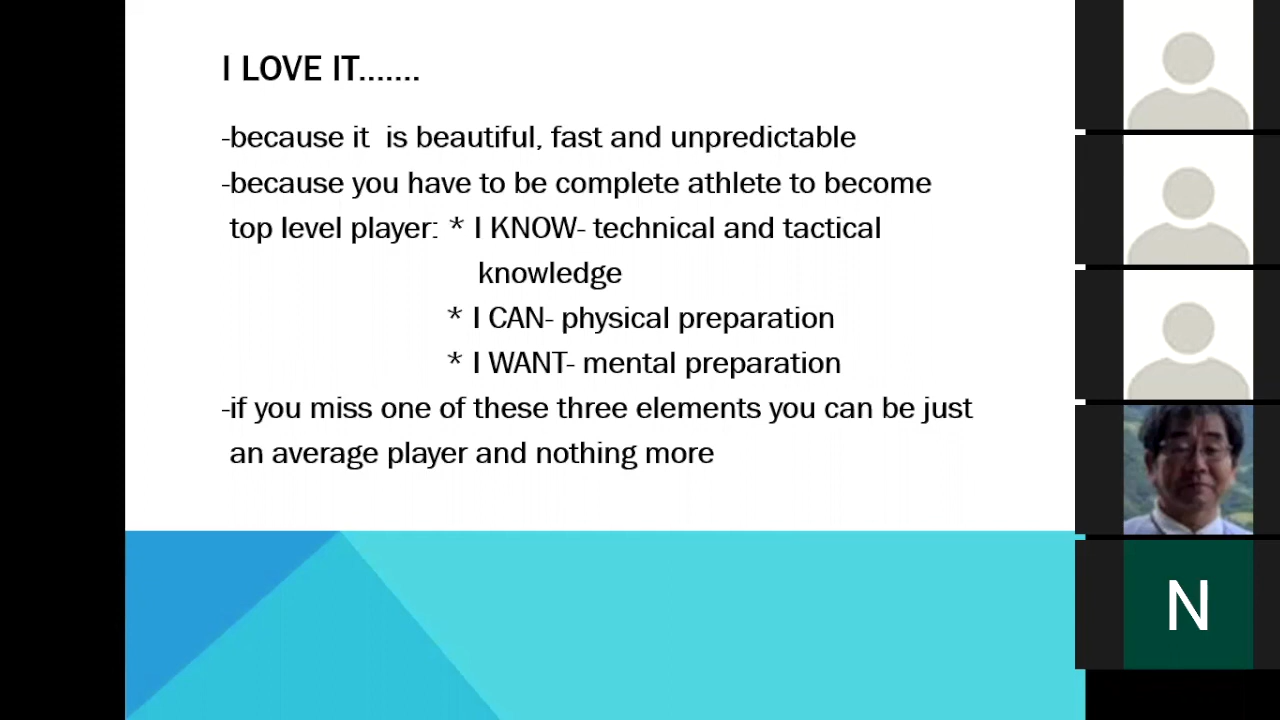 I LOVE IT.......
-because it  is beautiful, fast and unpredictable
-because you have to be complete athlete to become
top level player: * I KNOW- technical and tactical
knowledge
* I CAN- physical preparation
* I WANT- mental preparation
-if you miss one of these three elements you can be just
an average player and nothing more
N